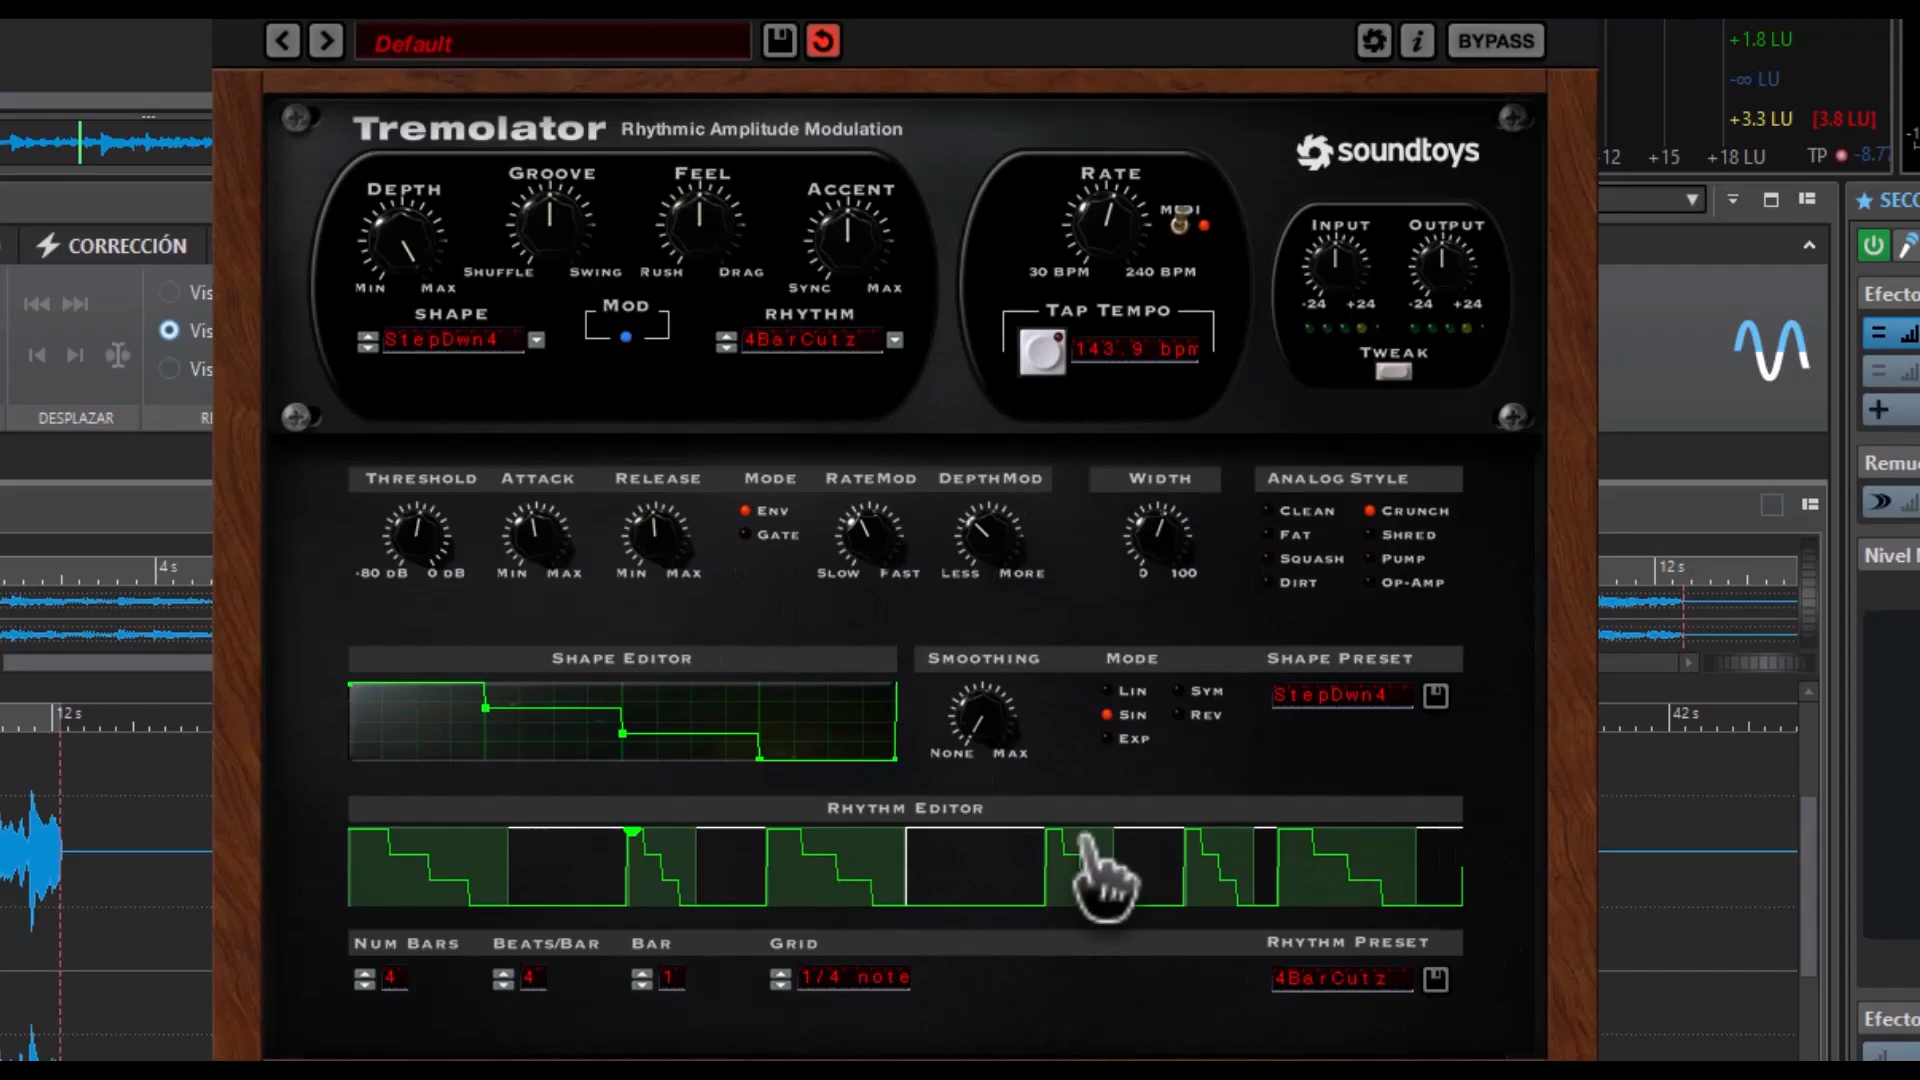 Default
BYPASS
+1.8 LU
-∞ LU
+3.3 LU [3.8 LU]
+15 +18 LU TP
Tremolator Rhythmic Amplitude Modulation
soundtoys
DEPTH GROOVE FEEL ACCENT
MIN MAX SHUFFLE SWING RUSH DRAG SYNC MAX
SHAPE MOD RHYTHM
StepDwn4 4BarCutz
RATE
MIDI
30 BPM 240 BPM
TAP TEMPO
143.9 bpm
INPUT OUTPUT
-24 +24 -24 +24
TWEAK
CORRECCIÓN
DESPLAZAR
THRESHOLD ATTACK RELEASE MODE RATEMOD DEPTHMOD WIDTH ANALOG STYLE
ENV
GATE
-80 DB 0 DB MIN MAX MIN MAX SLOW FAST LESS MORE 0 100
CLEAN CRUNCH
FAT SHRED
SQUASH PUMP
DIRT OP-AMP
4s
12s
SHAPE EDITOR SMOOTHING MODE SHAPE PRESET
LIN SYM
SIN REV
EXP
NONE MAX
StepDwn4
12s
42s
RHYTHM EDITOR
NUM BARS BEATS/BAR BAR GRID RHYTHM PRESET
4 4 1 1/4 note 4BarCutz
Nivel